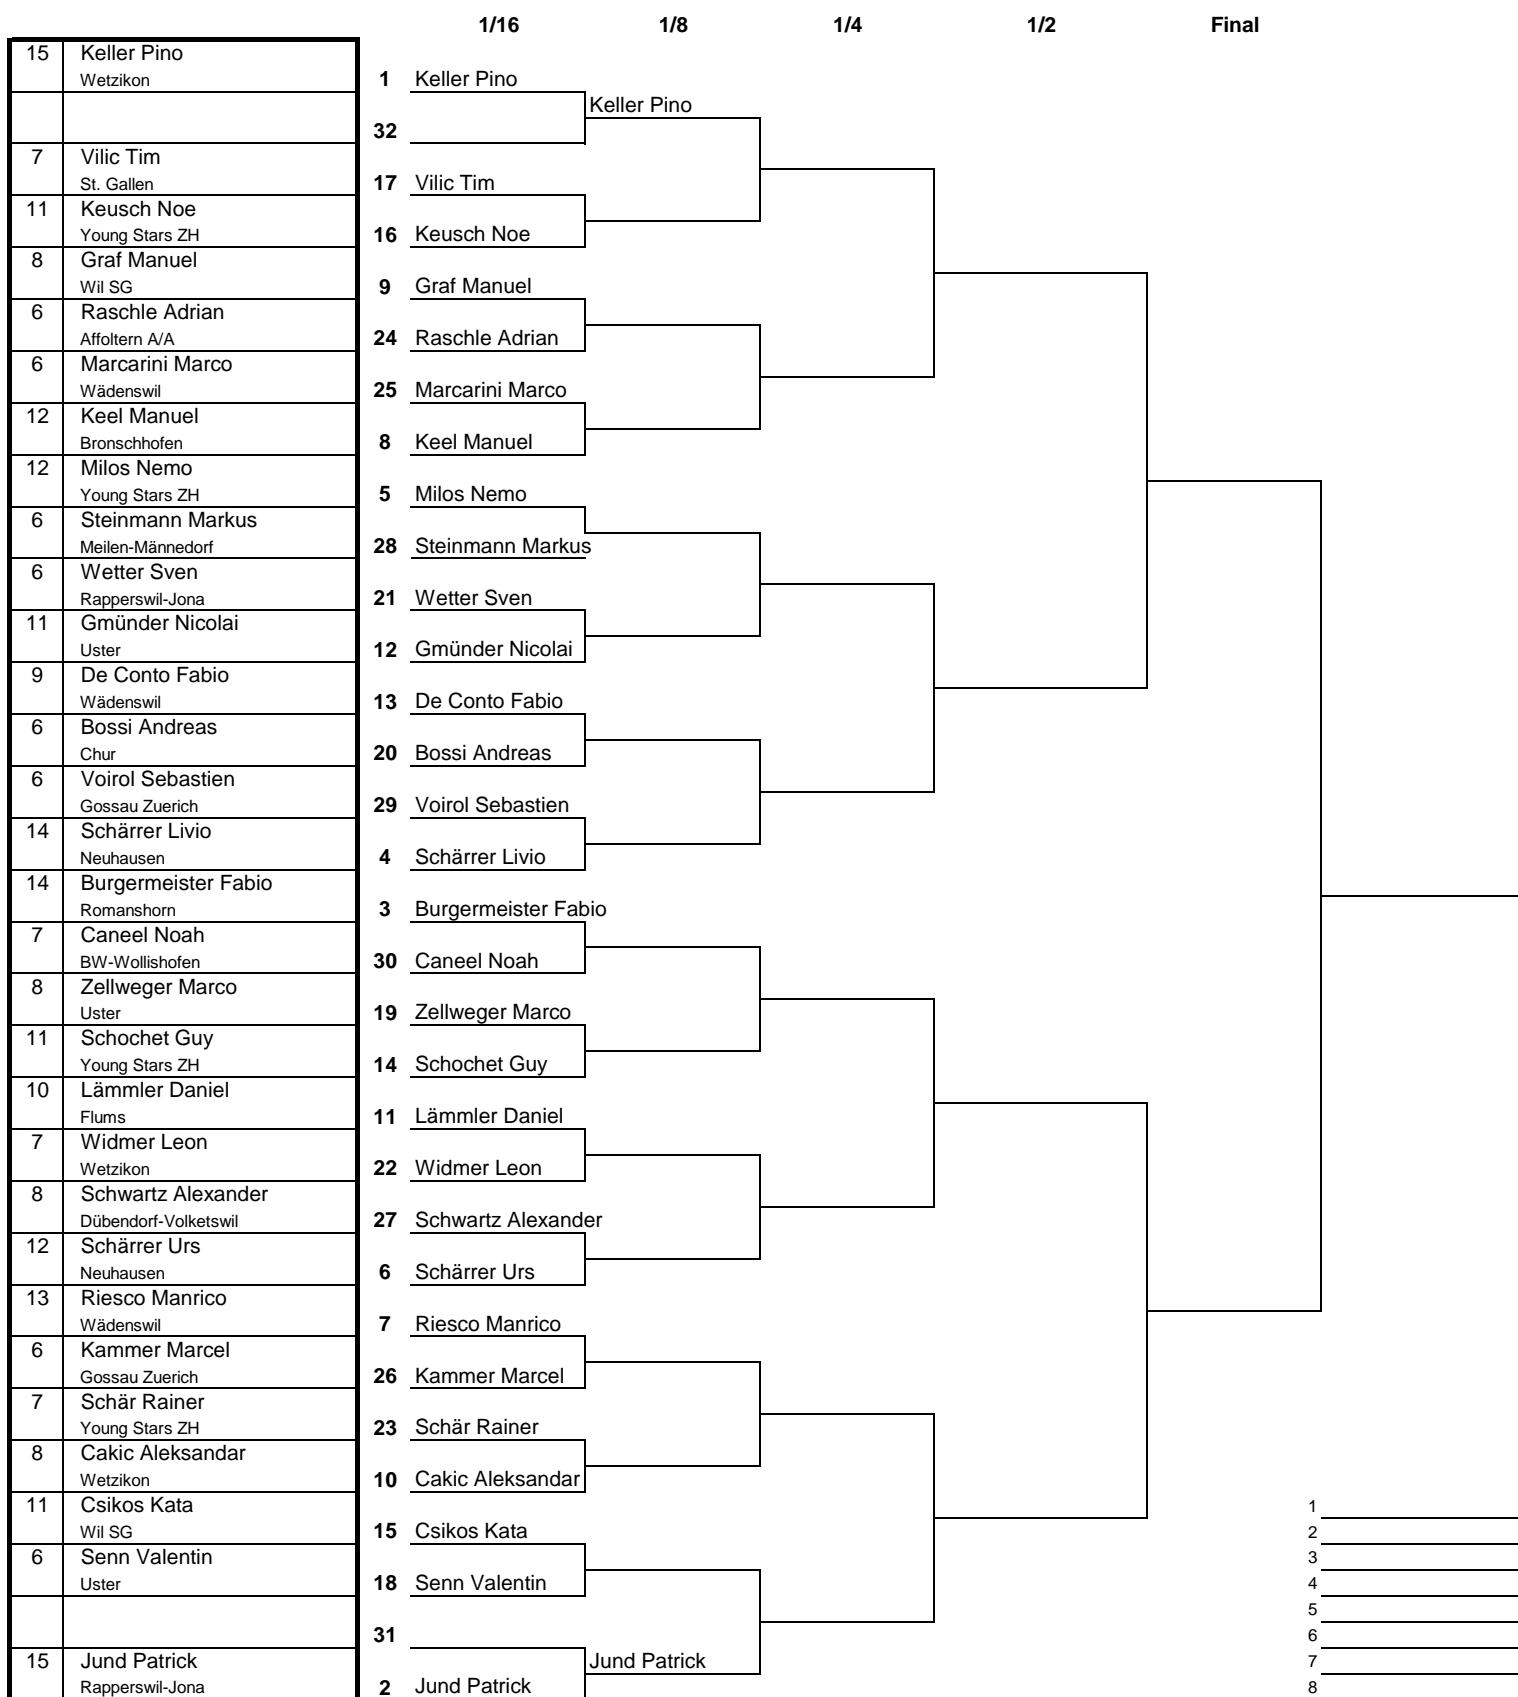 1/16 1/8 1/4 1/2 Final
15 Keller Pino
Wetzikon 1 Keller Pino
Keller Pino
32
7 Vilic Tim
St. Gallen 17 Vilic Tim
11 Keusch Noe
Young Stars ZH 16 Keusch Noe
8 Graf Manuel
Wil SG 9 Graf Manuel
6 Raschle Adrian
Affoltern A/A 24 Raschle Adrian
6 Marcarini Marco
Wädenswil 25 Marcarini Marco
12 Keel Manuel
Bronschhofen 8 Keel Manuel
12 Milos Nemo
Young Stars ZH 5 Milos Nemo
6 Steinmann Markus
Meilen-Männedorf 28 Steinmann Markus
6 Wetter Sven
Rapperswil-Jona 21 Wetter Sven
11 Gmünder Nicolai
Uster 12 Gmünder Nicolai
9 De Conto Fabio
Wädenswil 13 De Conto Fabio
6 Bossi Andreas
Chur 20 Bossi Andreas
6 Voirol Sebastien
Gossau Zuerich 29 Voirol Sebastien
14 Schärrer Livio
Neuhausen 4 Schärrer Livio
14 Burgermeister Fabio
Romanshorn 3 Burgermeister Fabio
7 Caneel Noah
BW-Wollishofen 30 Caneel Noah
8 Zellweger Marco
Uster 19 Zellweger Marco
11 Schochet Guy
Young Stars ZH 14 Schochet Guy
10 Lämmler Daniel
Flums 11 Lämmler Daniel
7 Widmer Leon
Wetzikon 22 Widmer Leon
8 Schwartz Alexander
Dübendorf-Volketswil 27 Schwartz Alexander
12 Schärrer Urs
Neuhausen 6 Schärrer Urs
13 Riesco Manrico
Wädenswil 7 Riesco Manrico
6 Kammer Marcel
Gossau Zuerich 26 Kammer Marcel
7 Schär Rainer
Young Stars ZH 23 Schär Rainer
8 Cakic Aleksandar
Wetzikon 10 Cakic Aleksandar
11 Csikos Kata 1
Wil SG 15 Csikos Kata 2
6 Senn Valentin 3
Uster 18 Senn Valentin 4
5
31 6
15 Jund Patrick Jund Patrick 7
Rapperswil-Jona 2 Jund Patrick 8